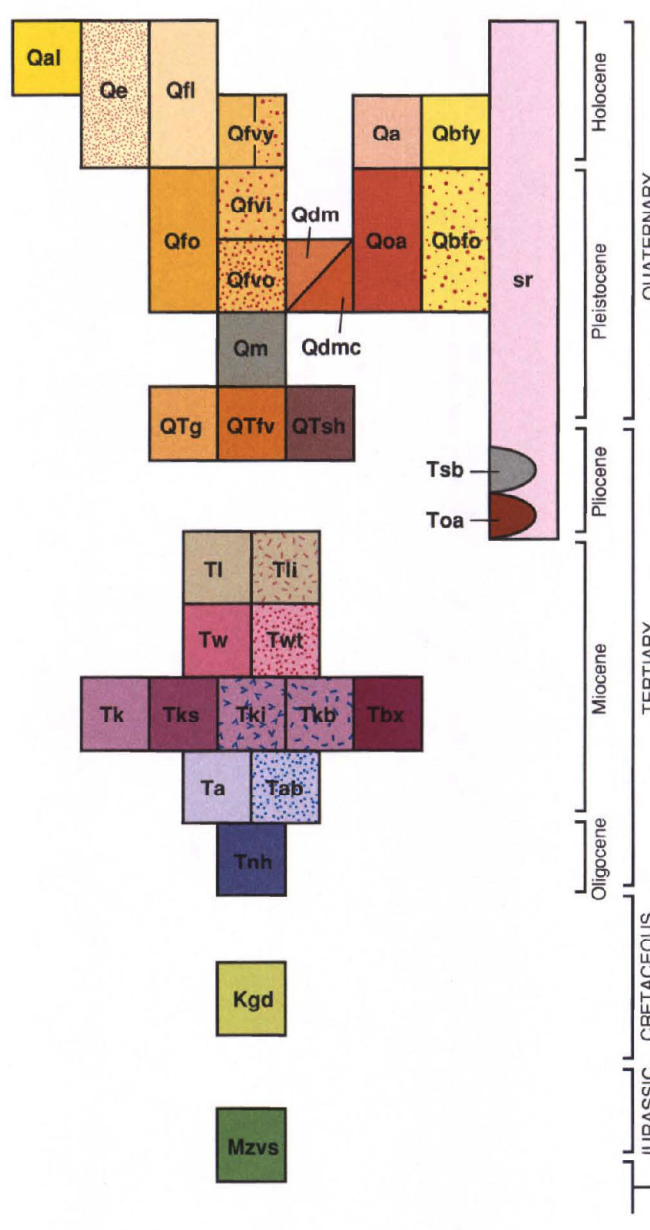 Qal
Qe
Qfl
Qfvy
Qa
Qbfy
Holocene
Qfo
Qfvi
Qdm
Qfvo
Qoa
Qbfo
sr
Pleistocene
QUATERNARY
Qm
Qdmc
QTg
QTfv
QTsh
Tsb
Toa
Pliocene
Tl
Tli
Tw
Twt
Miocene
TERTIARY
Tk
Tks
Tki
Tkb
Tbx
Ta
Tab
Tnh
Oligocene
Kgd
CRETACEOUS
Mzvs
JURASSIC